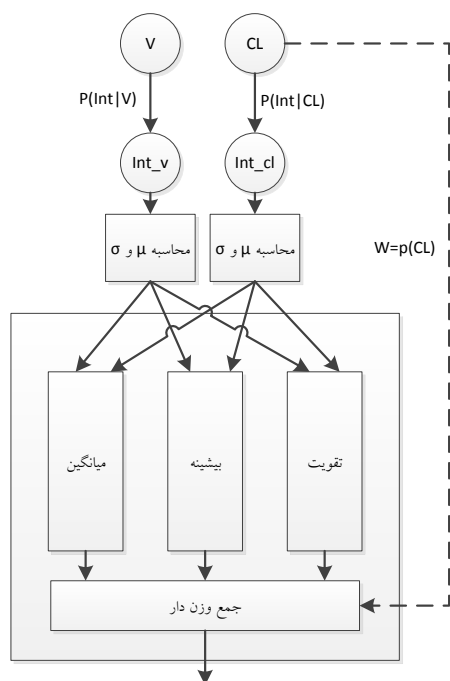 V
CL
P(Int|V)
P(Int|CL)
Int_v
Int_cl
محاسبه µ و σ
محاسبه µ و σ
W=p(CL)
میانگین
بیشینه
تقویت
جمع وزن دار